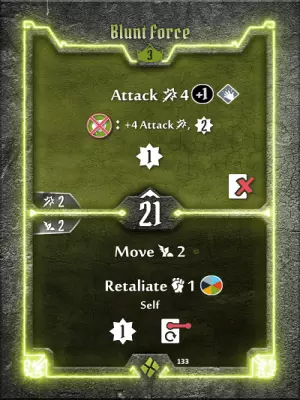 Blunt Force
3
Attack 4 +1
: +4 Attack , 2
1
2
21
2
Move 2
Retaliate 1
Self
1
133